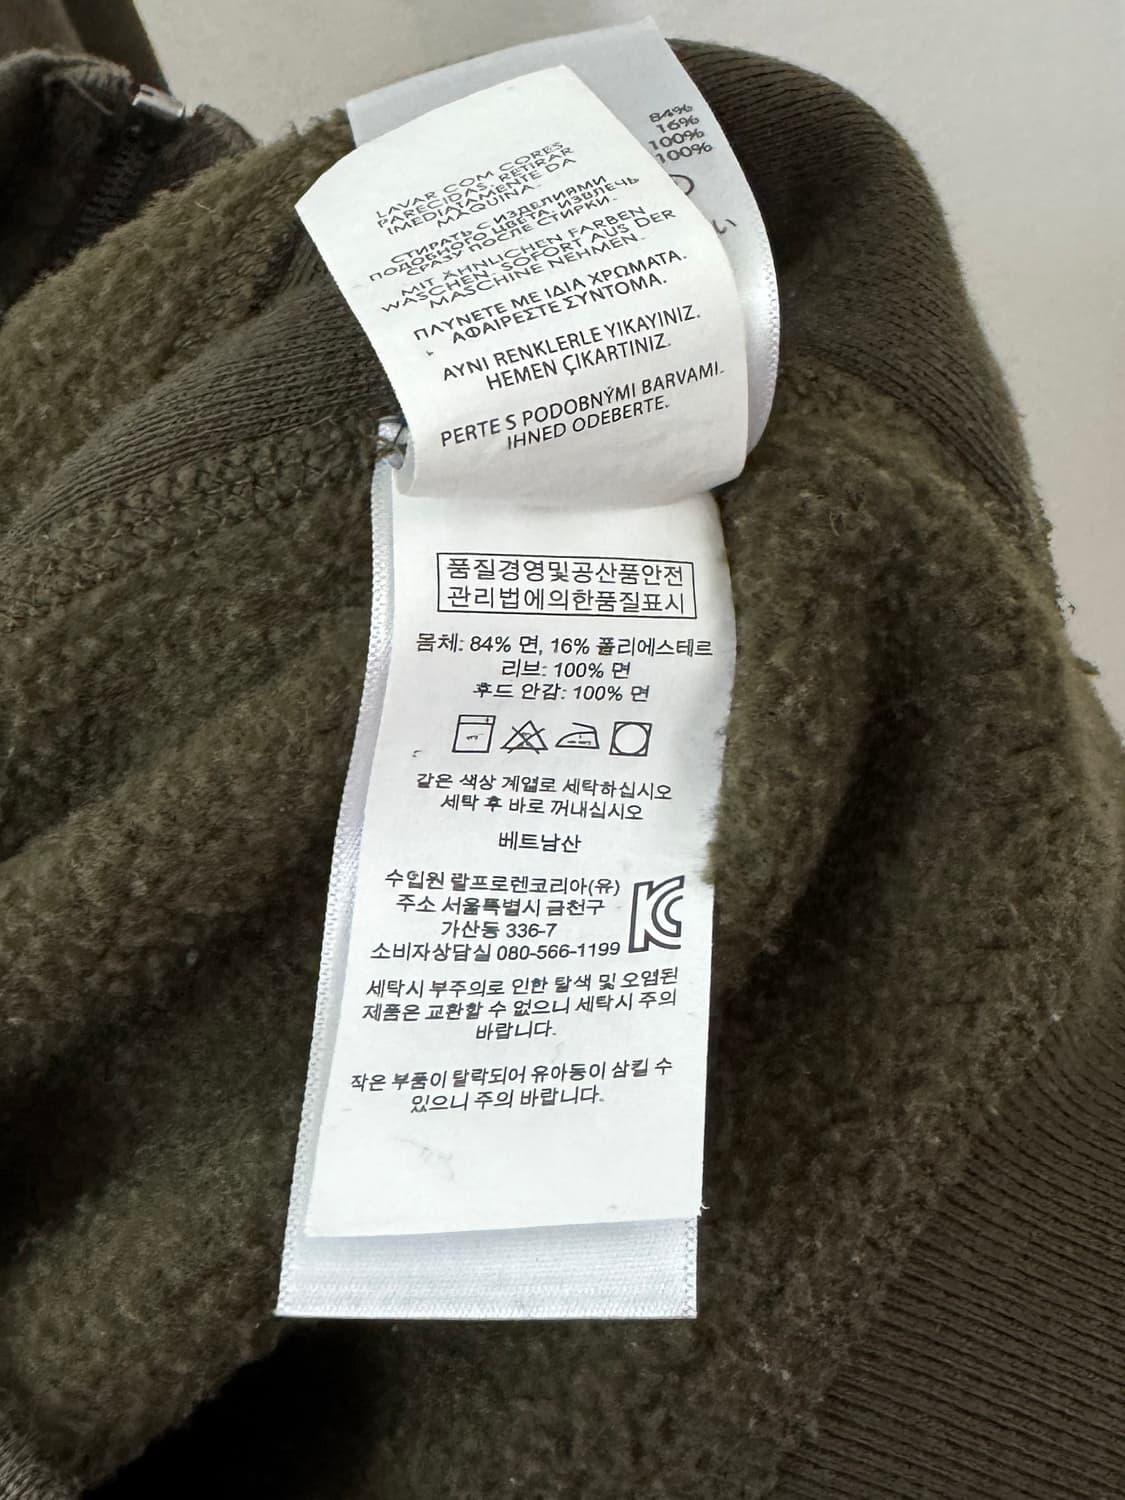 84%
16%
100%
100%
LAVAR COM CORES
PARECIDAS. RETIRAR
IMEDIATAMENTE DA
MÁQUINA.
СТИРАТЬ С ИЗДЕЛИЯМИ
ПОДОБНОГО ЦВЕТА. ИЗВЛЕЧЬ
СРАЗУ ПОСЛЕ СТИРКИ.
MIT ÄHNLICHEN FARBEN
WASCHEN. SOFORT AUS DER
MASCHINE NEHMEN.
ΠΛΥΝΕΤΕ ΜΕ ΙΔΙΑ ΧΡΩΜΑΤΑ.
ΑΦΑΙΡΕΣΤΕ ΣΥΝΤΟΜΑ.
AYNI RENKLERLE YIKAYINIZ.
HEMEN ÇIKARTINIZ.
PERTE S PODOBNÝMI BARVAMI.
IHNED ODEBERTE.
품질경영및공산품안전
관리법에의한품질표시
몸체: 84% 면, 16% 폴리에스테르
리브: 100% 면
후드 안감: 100% 면
같은 색상 계열로 세탁하십시오
세탁 후 바로 꺼내십시오
베트남산
수입원 랄프로렌코리아(유)
주소 서울특별시 금천구
가산동 336-7
소비자상담실 080-566-1199
KC
세탁시 부주의로 인한 탈색 및 오염된
제품은 교환할 수 없으니 세탁시 주의
바랍니다.
작은 부품이 탈락되어 유아동이 삼킬 수
있으니 주의 바랍니다.